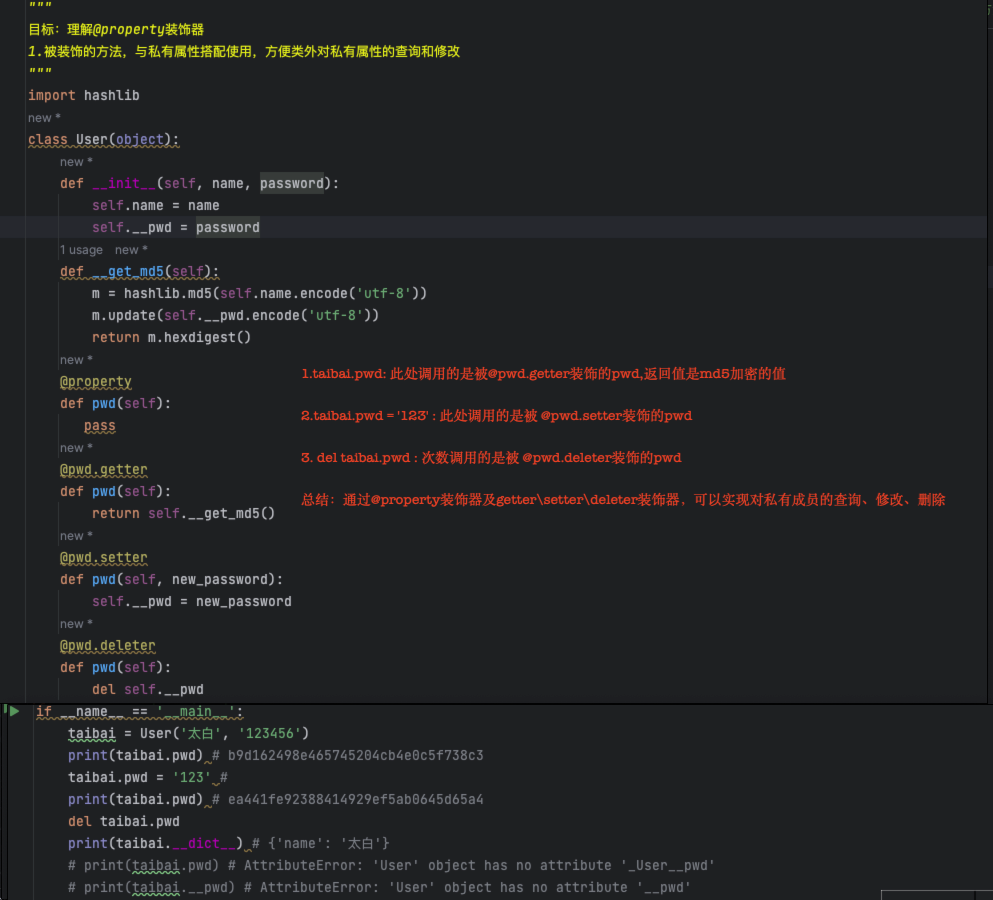 """
目标：理解@property装饰器
1.被装饰的方法，与私有属性搭配使用，方便类外对私有属性的查询和修改
"""
import hashlib
new *
class User(object):
new *
def __init__(self, name, password):
self.name = name
self.__pwd = password
1 usage new *
def __get_md5(self):
m = hashlib.md5(self.name.encode('utf-8'))
m.update(self.__pwd.encode('utf-8'))
return m.hexdigest()
new *
1.taibai.pwd: 此处调用的是被@pwd.getter装饰的pwd,返回值是md5加密的值
@property
def pwd(self):
2.taibai.pwd = '123' : 此处调用的是被 @pwd.setter装饰的pwd
pass
new *
3. del taibai.pwd : 次数调用的是被 @pwd.deleter装饰的pwd
@pwd.getter
def pwd(self):
总结：通过@property装饰器及getter\setter\deleter装饰器，可以实现对私有成员的查询、修改、删除
return self.__get_md5()
new *
@pwd.setter
def pwd(self, new_password):
self.__pwd = new_password
new *
@pwd.deleter
def pwd(self):
del self.__pwd
if __name__ == '__main__':
taibai = User('太白', '123456')
print(taibai.pwd) # b9d162498e465745204cb4e0c5f738c3
taibai.pwd = '123' #
print(taibai.pwd) # ea441fe92388414929ef5ab0645d65a4
del taibai.pwd
print(taibai.__dict__) # {'name': '太白'}
# print(taibai.pwd) # AttributeError: 'User' object has no attribute '_User__pwd'
# print(taibai.__pwd) # AttributeError: 'User' object has no attribute '__pwd'